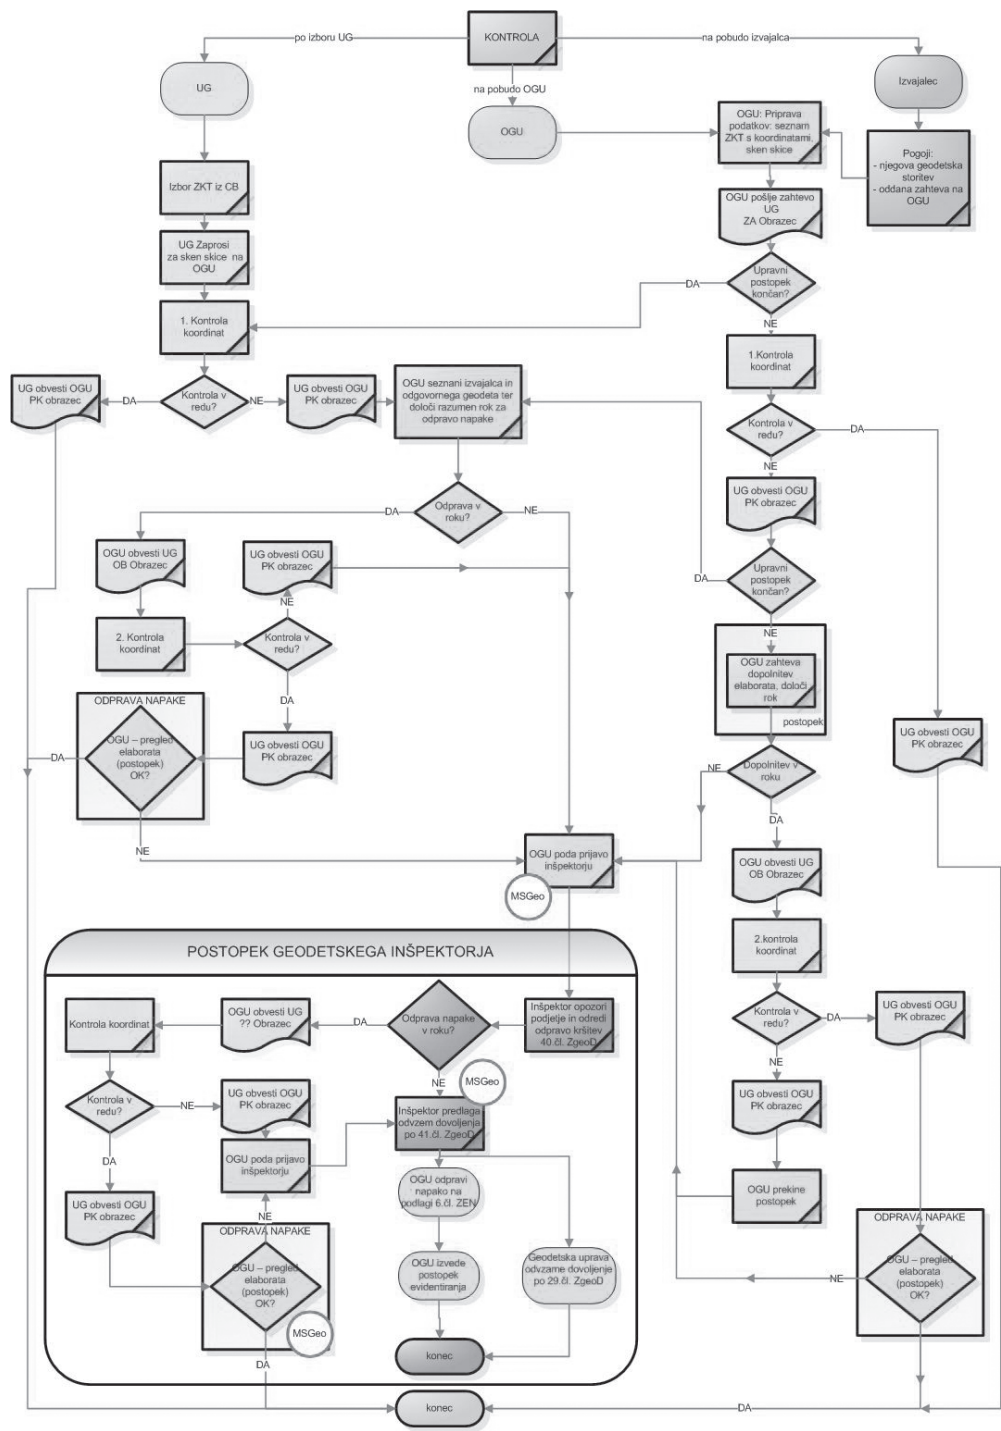 KONTROLA
po izboru UG
na pobudo izvajalca
na pobudo OGU
UG
OGU
Izvajalec
OGU: Priprava
podatkov: seznam
ZKT s koordinatami,
sken skice
Pogoji:
- njegova geodetska
storitev
- oddana zahteva na
OGU
Izbor ZKT iz CB
OGU pošlje zahtevo
UG
ZA Obrazec
UG Zaprosi
za sken skice na
OGU
Upravni
postopek
končan?
DA
NE
1. Kontrola
koordinat
1.Kontrola
koordinat
UG obvesti OGU
PK obrazec
DA
Kontrola v
redu?
NE
UG obvesti OGU
PK obrazec
OGU seznani izvajalca in
odgovornega geodeta ter
določi razumen rok za
odpravo napake
Kontrola v
redu?
DA
NE
UG obvesti OGU
PK obrazec
DA
Odprava v
roku?
NE
OGU obvesti UG
OB Obrazec
UG obvesti OGU
PK obrazec
NE
Upravni
postopek
končan?
DA
NE
2. Kontrola
koordinat
Kontrola v
redu?
DA
OGU zahteva
dopolnitev
elaborata, določi
rok
postopek
ODPRAVA NAPAKE
OGU – pregled
elaborata
(postopek)
OK?
DA
NE
UG obvesti OGU
PK obrazec
UG obvesti OGU
PK obrazec
Dopolnitev v
roku
NE
DA
OGU poda prijavo
inšpektorju
MSGeo
OGU obvesti UG
OB Obrazec
2.kontrola
koordinat
POSTOPEK GEODETSKEGA INŠPEKTORJA
Kontrola koordinat
OGU obvesti UG
?? Obrazec
DA
Odprava napake
v roku?
NE
Inšpektor opozori
podjetje in odredi
odpravo kršitev
40.čl. ZgeoD
Kontrola v
redu?
DA
NE
UG obvesti OGU
PK obrazec
MSGeo
Kontrola v
redu?
NE
DA
UG obvesti OGU
PK obrazec
Inšpektor predlaga
odvzem dovoljenja
po 41.čl. ZgeoD
UG obvesti OGU
PK obrazec
OGU poda prijavo
inšpektorju
UG obvesti OGU
PK obrazec
NE
OGU odpravi
napako na
podlagi 6.čl. ZEN
OGU prekine
postopek
ODPRAVA NAPAKE
OGU – pregled
elaborata
(postopek)
OK?
MSGeo
DA
OGU izvede
postopek
evidentiranja
Geodetska uprava
odvzame dovoljenje
po 29.čl. ZgeoD
ODPRAVA NAPAKE
OGU – pregled
elaborata
(postopek)
OK?
NE
konec
konec
DA